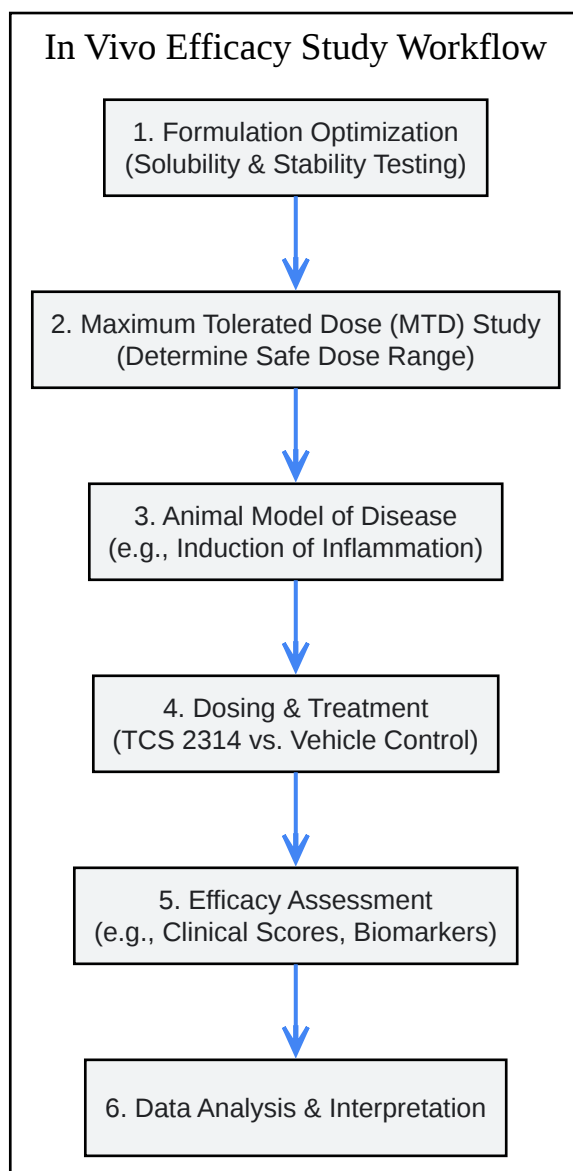 In Vivo Efficacy Study Workflow
1. Formulation Optimization
(Solubility & Stability Testing)
2. Maximum Tolerated Dose (MTD) Study
(Determine Safe Dose Range)
3. Animal Model of Disease
(e.g., Induction of Inflammation)
4. Dosing & Treatment
(TCS 2314 vs. Vehicle Control)
5. Efficacy Assessment
(e.g., Clinical Scores, Biomarkers)
6. Data Analysis & Interpretation